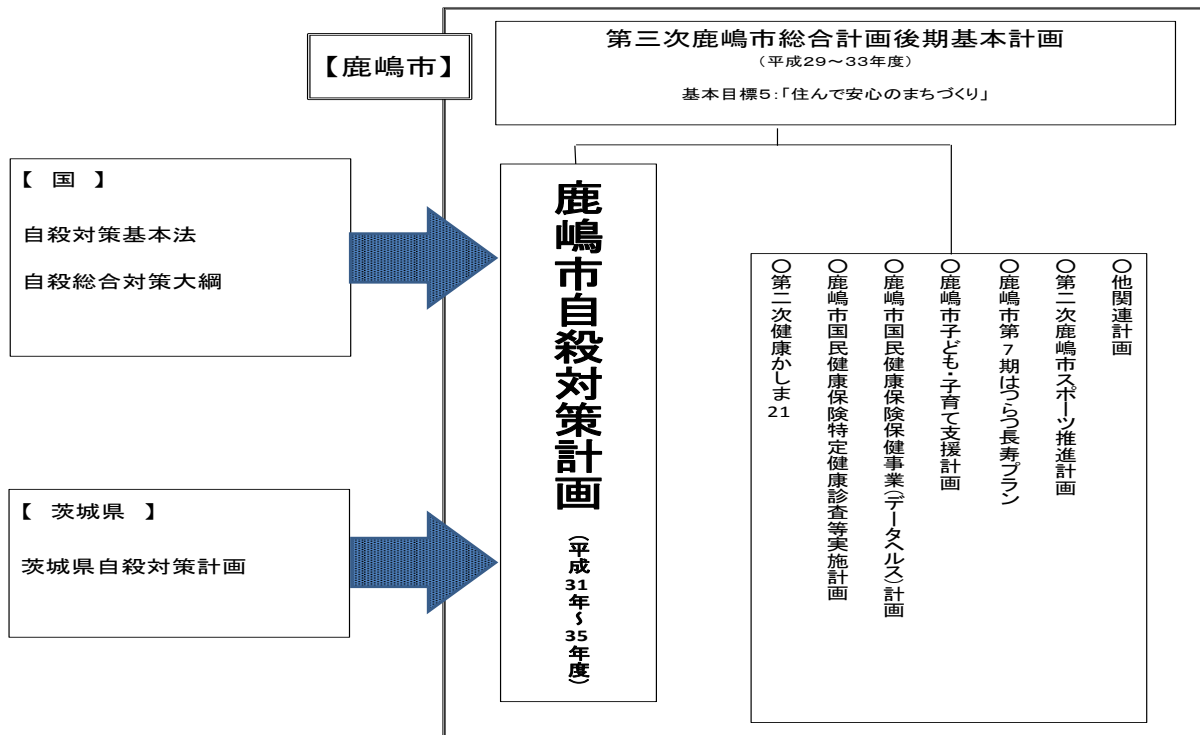 【鹿嶋市】
第三次鹿嶋市総合計画後期基本計画
(平成29～33年度)
基本目標5:「住んで安心のまちづくり」
【　国　】
自殺対策基本法
自殺総合対策大綱
【　茨城県　】
茨城県自殺対策計画
鹿嶋市自殺対策計画
(平成31年～35年度)
○他関連計画
○第二次鹿嶋市スポーツ推進計画
○鹿嶋市第7期はつらつ長寿プラン
○鹿嶋市子ども・子育て支援計画
○鹿嶋市国民健康保険保健事業(データヘルス)計画
○鹿嶋市国民健康保険特定健康診査等実施計画
○第二次健康かしま21